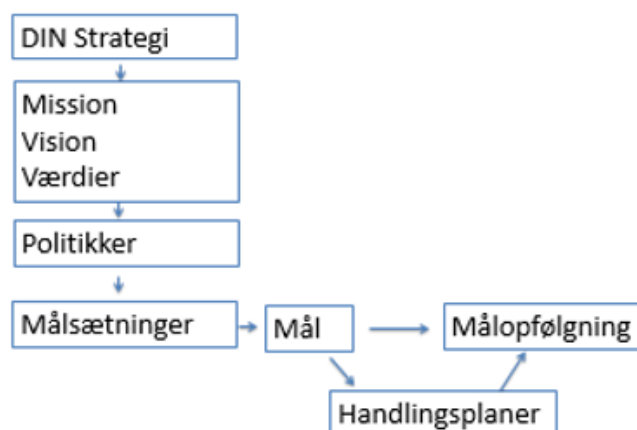 DIN Strategi
Mission
Vision
Værdier
Politikker
Målsætninger
Mål
Målopfølgning
Handlingsplaner